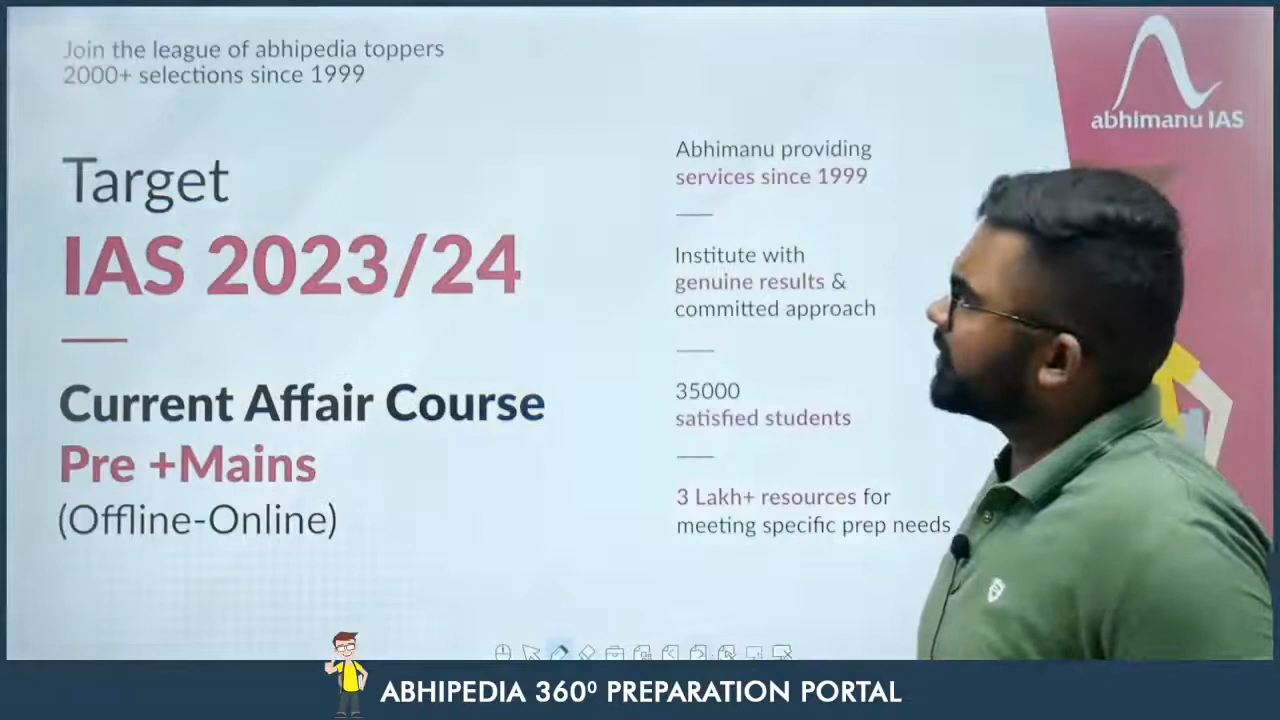 Join the league of abhipedia toppers
2000+ selections since 1999
abhimanu IAS
Target
IAS 2023/24
Current Affair Course
Pre +Mains
(Offline-Online)
Abhimanu providing
services since 1999
Institute with
genuine results &
committed approach
35000
satisfied students
3 Lakh+ resources for
meeting specific prep needs
ABHIPEDIA 360⁰ PREPARATION PORTAL